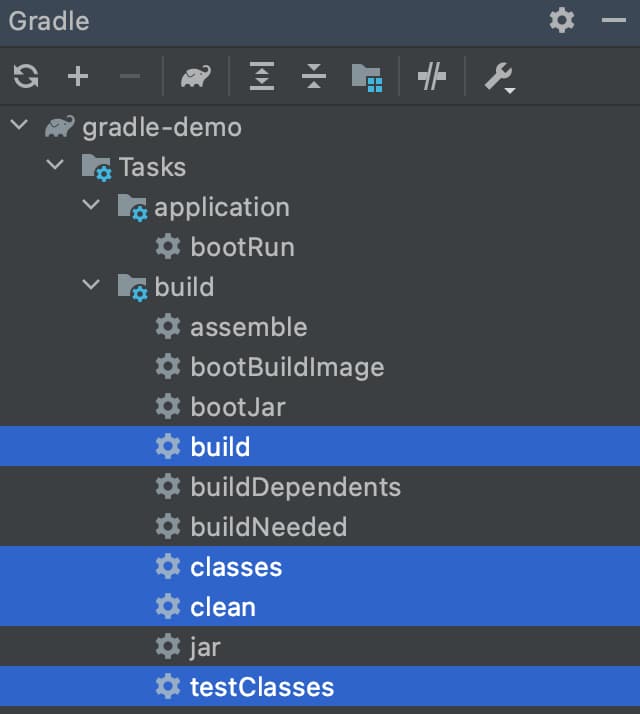 Gradle
gradle-demo
Tasks
application
bootRun
build
assemble
bootBuildImage
bootJar
build
buildDependents
buildNeeded
classes
clean
jar
testClasses